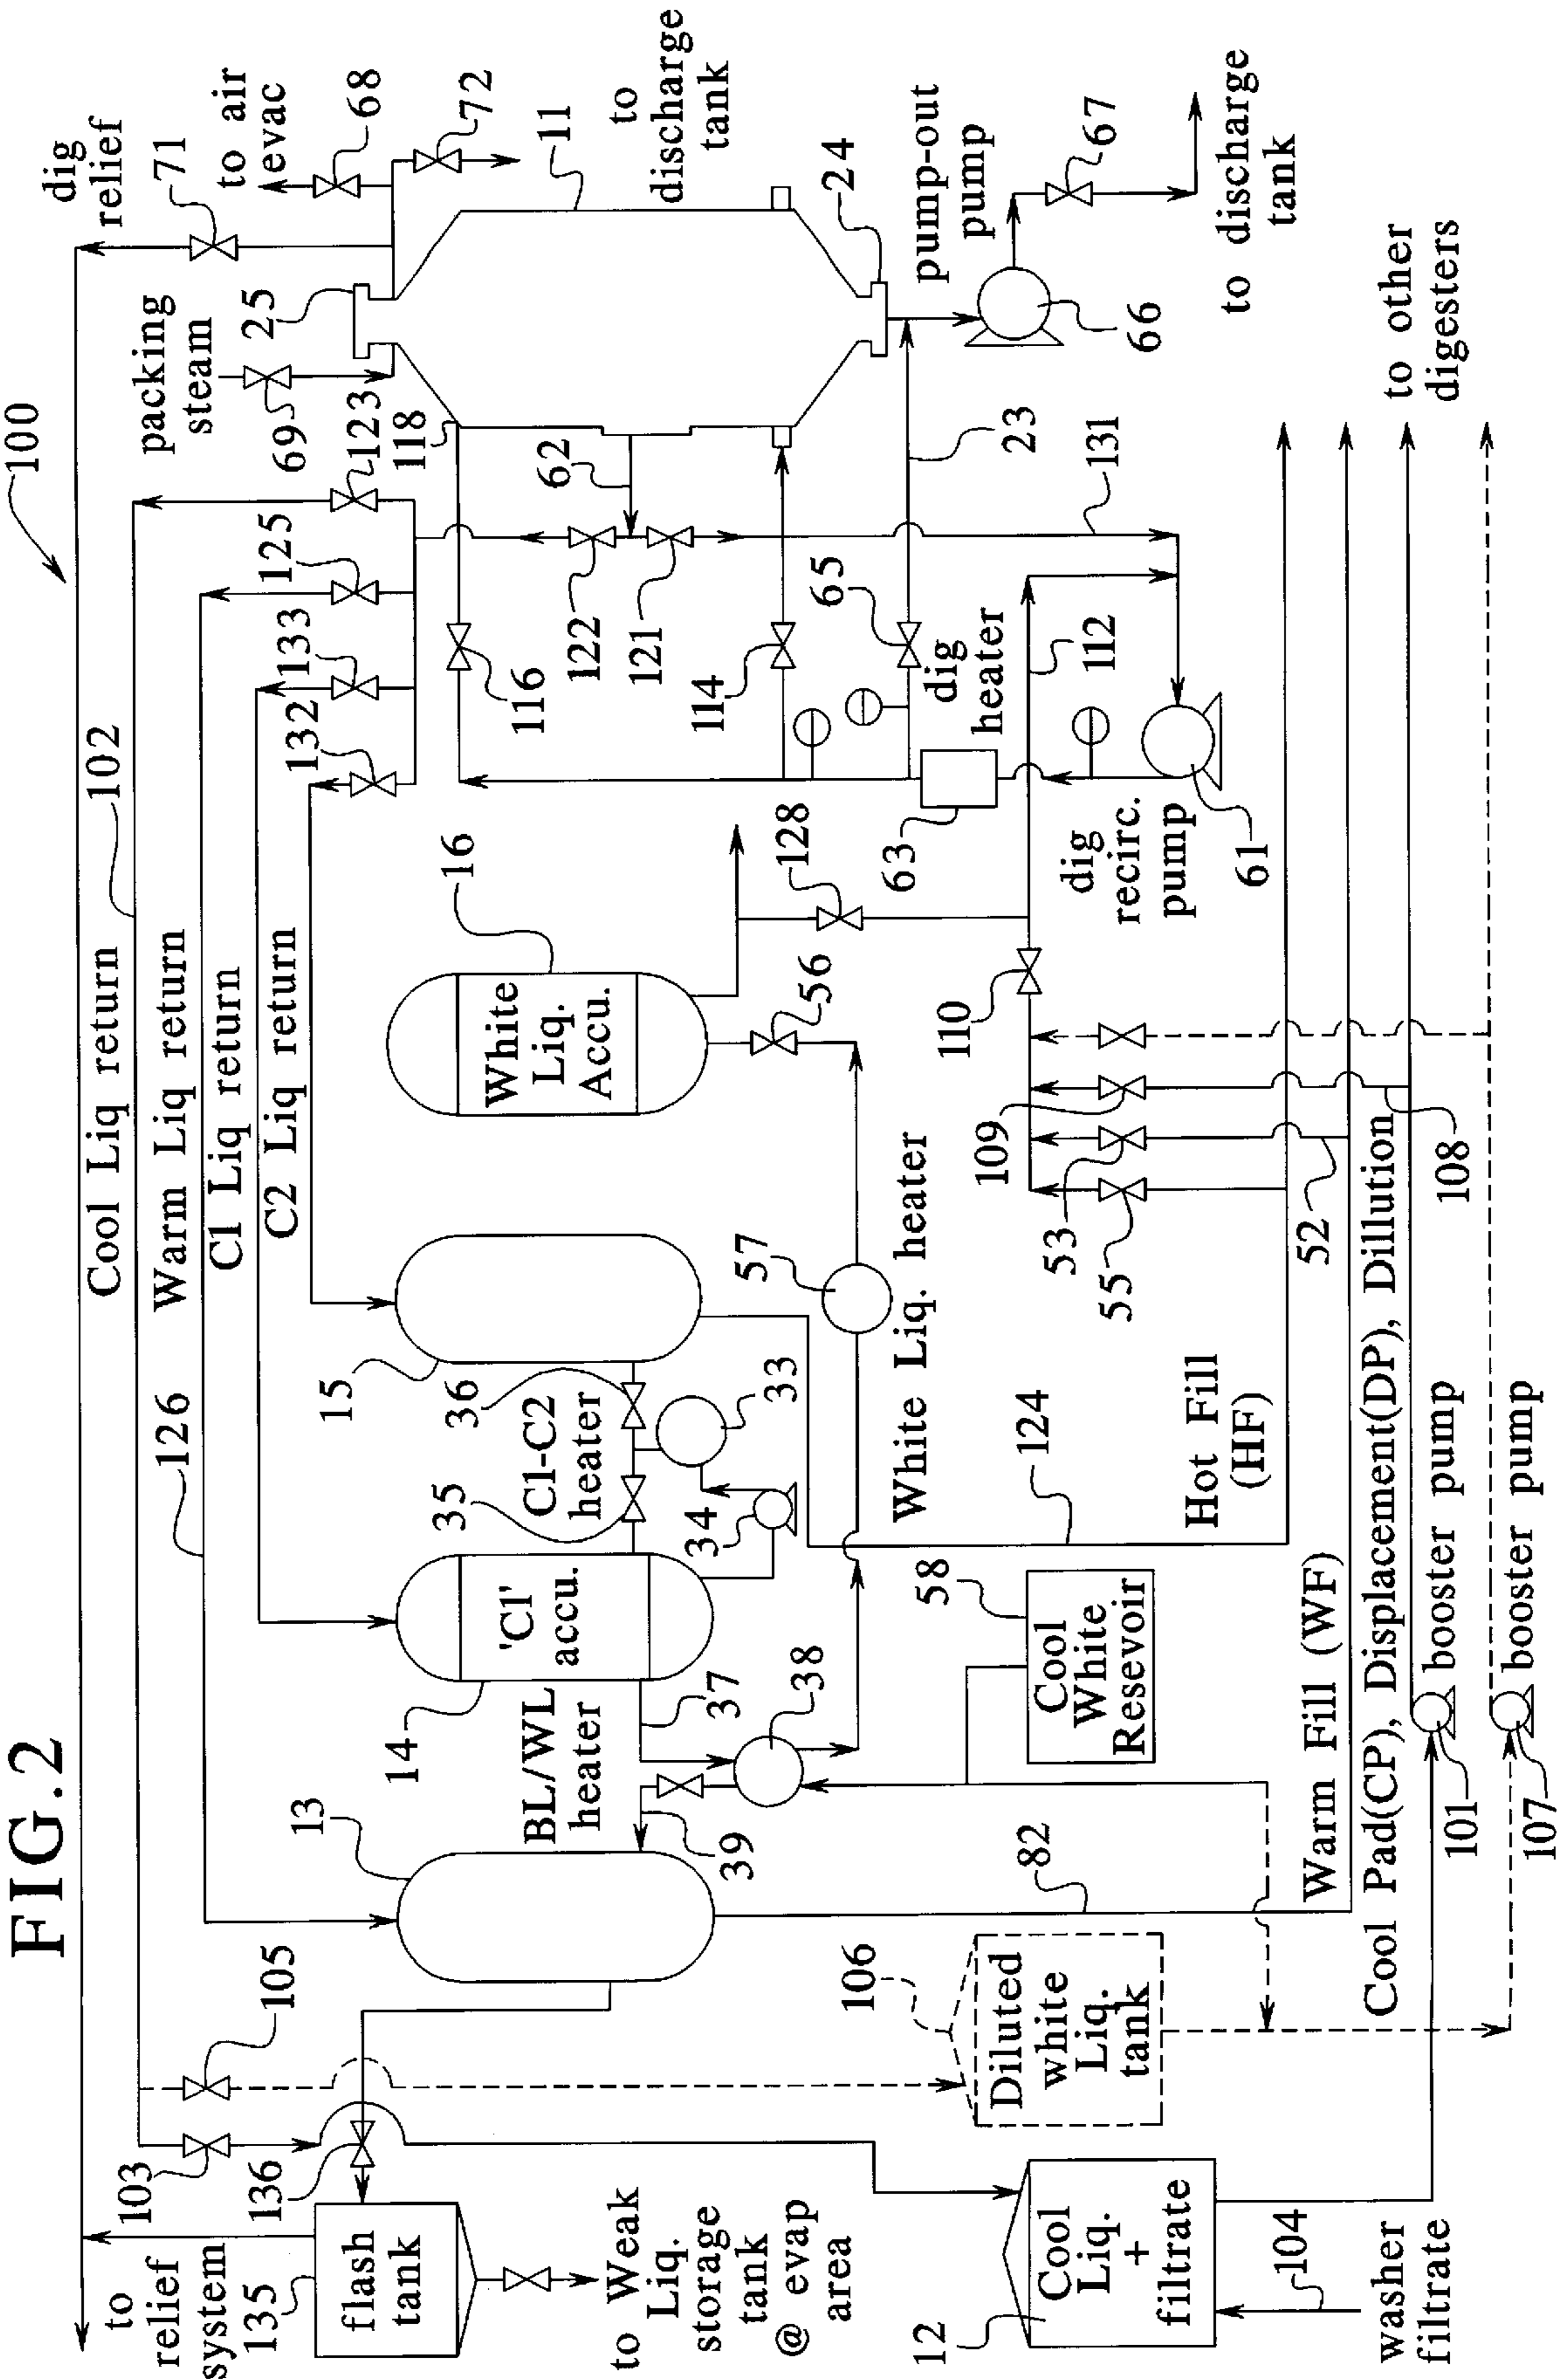 FIG.2
100
to
relief
system
135
flash
tank
136
103
105
to Weak
Liq.
storage
tank
@ evap
area
12
Cool
Liq.
+
filtrate
104
washer
filtrate
106
Diluted
white
Liq.
tank
126
Cool Liq return
102
Warm Liq return
C1 Liq return
C2 Liq return
13
39
82
BL/WL
heater
14
'C1'
accu.
37
38
58
Cool
White
Resevoir
35
34
C1-C2
heater
36
33
15
124
57
White Liq. heater
16
White
Liq.
Accu.
56
128
110
109
53
55
52
108
Hot Fill
(HF)
Warm Fill (WF)
Cool Pad(CP), Displacement(DP), Dillution
101
booster pump
107
booster pump
to other
digesters
132
133
125
123
69
packing
steam
25
71
dig
relief
to air
evac
68
72
to
discharge
tank
11
118
62
116
122
121
114
65
dig
heater
63
112
131
23
dig
recirc.
pump
61
24
pump-out
pump
66
67
to discharge
tank